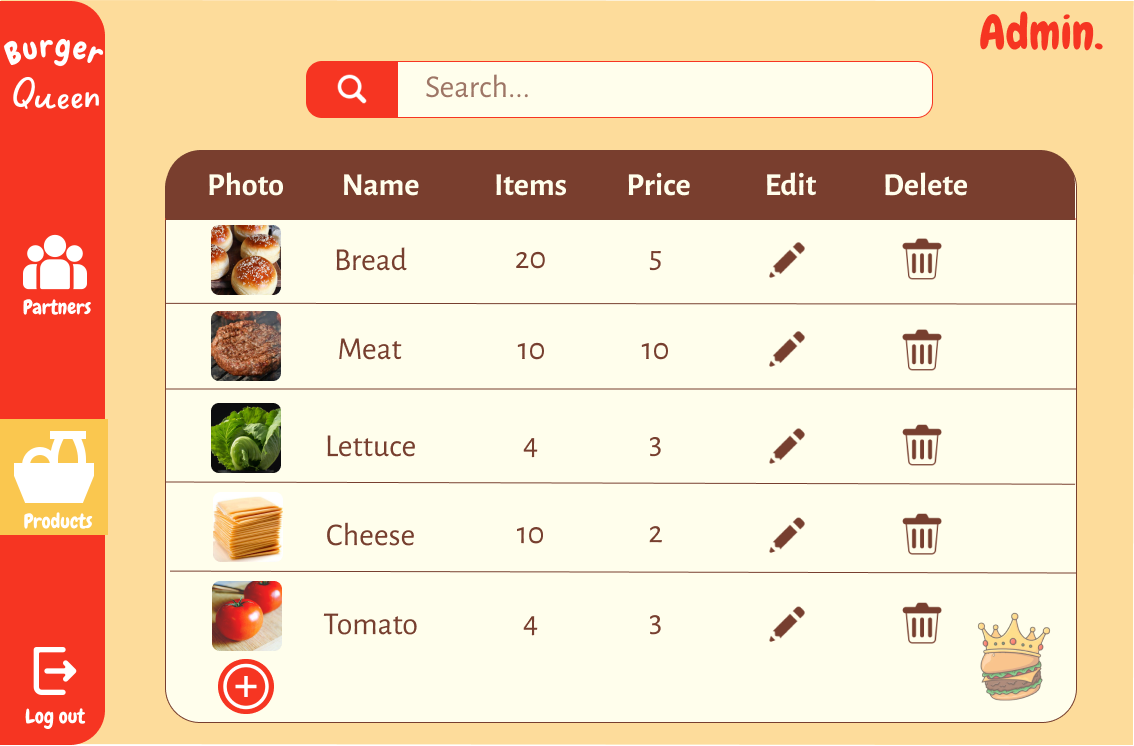 Burger
Queen
Admin.
Search...
Photo Name Items Price Edit Delete
Bread 20 5
Meat 10 10
Lettuce 4 3
Cheese 10 2
Tomato 4 3
Partners
Products
Log out